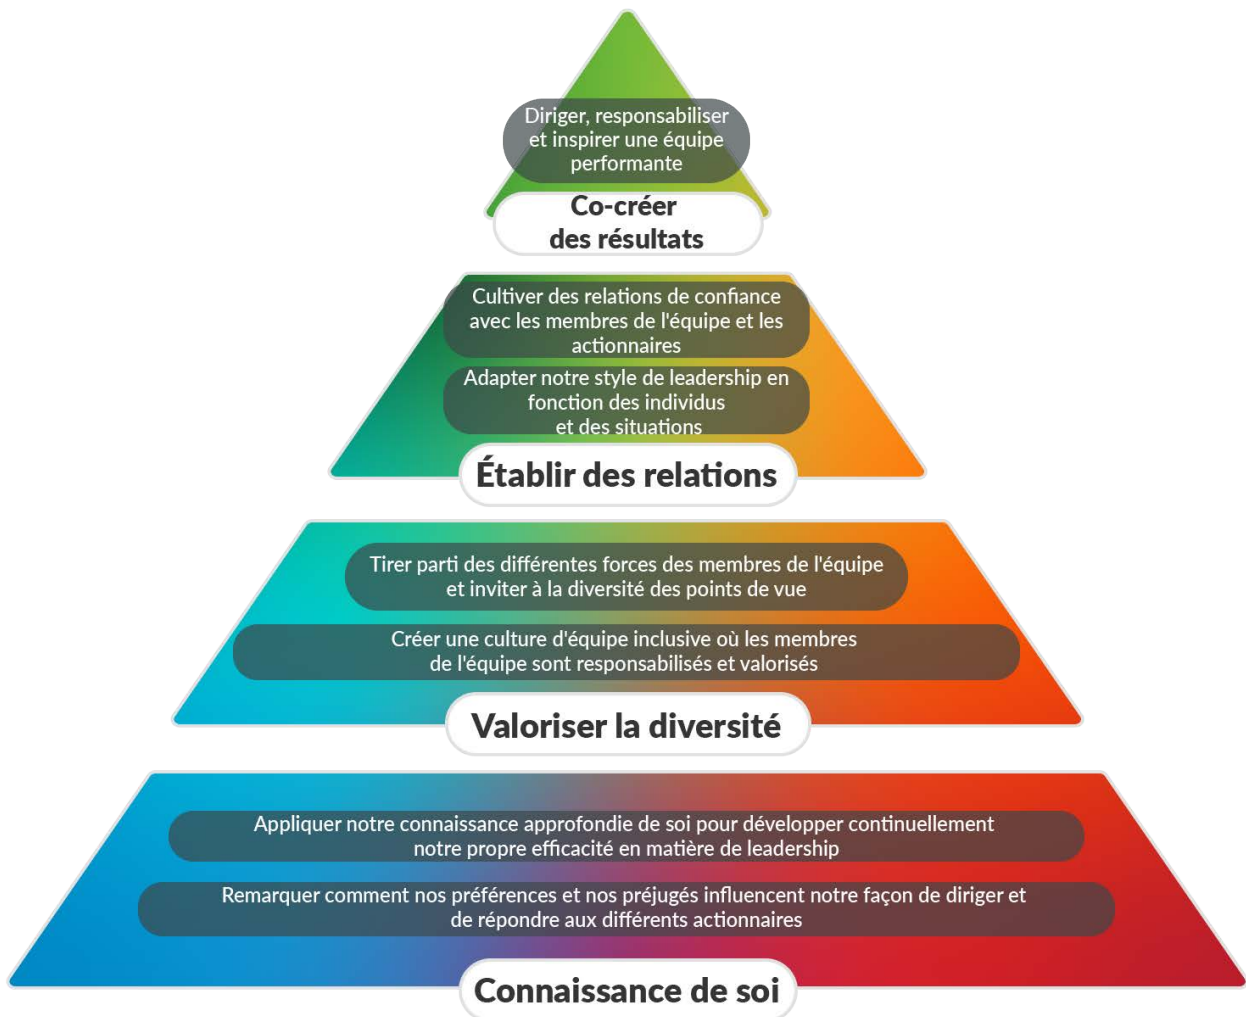 Diriger, responsabiliser
et inspirer une équipe
performante
Co-créer
des résultats
Cultiver des relations de confiance
avec les membres de l'équipe et les
actionnaires
Adapter notre style de leadership en
fonction des individus
et des situations
Établir des relations
Tirer parti des différentes forces des membres de l'équipe
et inviter à la diversité des points de vue
Créer une culture d'équipe inclusive où les membres
de l'équipe sont responsabilisés et valorisés
Valoriser la diversité
Appliquer notre connaissance approfondie de soi pour développer continuellement
notre propre efficacité en matière de leadership
Remarquer comment nos préférences et nos préjugés influencent notre façon de diriger et
de répondre aux différents actionnaires
Connaissance de soi